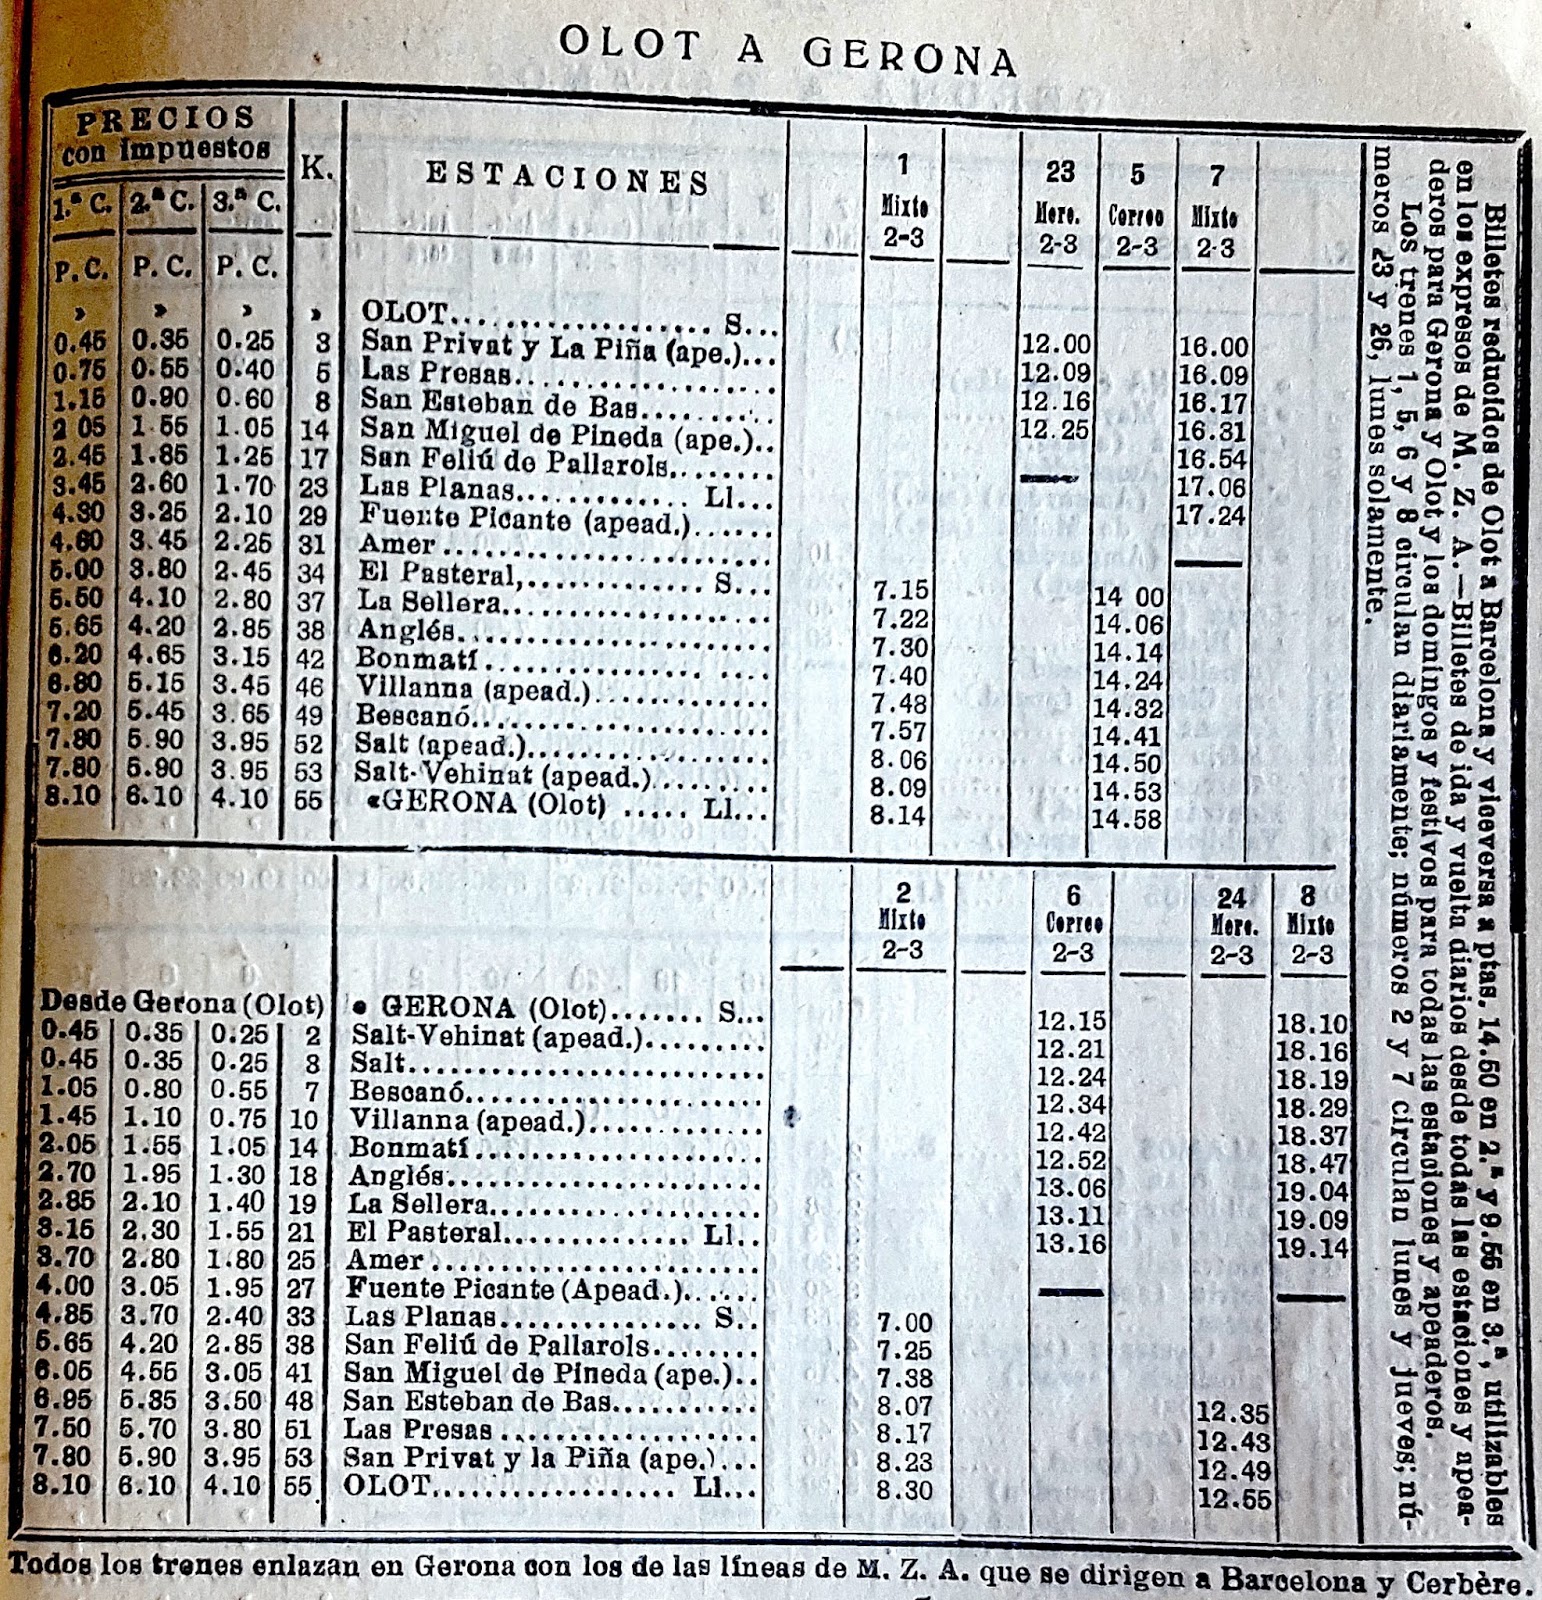 OLOT A GERONA
PRECIOS con impuestos K. ESTACIONES 1 23 5 7
1.ª C. 2.ª C. 3.ª C. Mixto Merc. Correo Mixto
P. C. P. C. P. C. 2-3 2-3 2-3 2-3
» » » » OLOT S... 12.00 16.00
0.45 0.35 0.25 3 San Privat y La Piña (ape.)... 12.09 16.09
0.75 0.55 0.40 5 Las Presas 12.16 16.17
1.15 0.90 0.60 8 San Esteban de Bas 12.25 16.31
2 05 1.55 1.05 14 San Miguel de Pineda (ape.).. 16.54
2.45 1.85 1.25 17 San Feliú de Pallarols 17.06
3.45 2.60 1.70 23 Las Planas Ll... 17.24
4.30 3.25 2.10 29 Fuente Picante (apead.)
4.60 3.45 2.25 31 Amer
5.00 3.80 2.45 34 El Pasteral, S... 7.15 14 00
5.50 4.10 2.80 37 La Sellera 7.22 14.06
5.65 4.20 2.85 38 Anglés 7.30 14.14
6.20 4.65 3.15 42 Bonmatí 7.40 14.24
6.80 5.15 3.45 46 Villanna (apead.) 7.48 14.32
7.20 5.45 3.65 49 Bescanó 7.57 14.41
7.80 5.90 3.95 52 Salt (apead.) 8.06 14.50
7.80 5.90 3.95 53 Salt-Vehinat (apead.) 8.09 14.53
8.10 6.10 4.10 55 «GERONA (Olot) Ll... 8.14 14.58
2 6 24 8
Mixto Correo Merc. Mixto
2-3 2-3 2-3 2-3
Desde Gerona (Olot) • GERONA (Olot) S... 12.15 18.10
0.45 0.35 0.25 2 Salt-Vehinat (apead.) 12.21 18.16
0.45 0.35 0.25 3 Salt 12.24 18.19
1.05 0.80 0.55 7 Bescanó 12.34 18.29
1.45 1.10 0.75 10 Villanna (apead.) 12.42 18.37
2.05 1.55 1.05 14 Bonmatí 12.52 18.47
2.70 1.95 1.30 18 Anglés 13.06 19.04
2.85 2.10 1.40 19 La Sellera 13.11 19.09
3.15 2.30 1.55 21 El Pasteral Ll.. 13.16 19.14
3.70 2.80 1.80 25 Amer
4.00 3.05 1.95 27 Fuente Picante (Apead.)
4.85 3.70 2.40 33 Las Planas S.. 7.00
5.65 4.20 2.85 38 San Feliú de Pallarols 7.25
6.05 4.55 3.05 41 San Miguel de Pineda (ape.).. 7.38
6.95 5.85 3.50 48 San Esteban de Bas 8.07 12.35
7.50 5.70 3.80 51 Las Presas 8.17 12.43
7.80 5.90 3.95 53 San Privat y la Piña (ape.) 8.23 12.49
8.10 6.10 4.10 55 OLOT Ll... 8.30 12.55
Billetes reducidos de Olot a Barcelona y viceversa a ptas. 14.50 en 2.ª y 9.55 en 3.ª, utilizables
en los expresos de M. Z. A.—Billetes de ida y vuelta diarios desde todas las estaciones y apea-
deros para Gerona y Olot y los domingos y festivos para todas las estaciones y apeaderos.
Los trenes 1, 5, 6 y 8 circulan diariamente; números 2 y 7 circulan lunes y jueves; nú-
meros 23 y 26, lunes solamente.
Todos los trenes enlazan en Gerona con los de las líneas de M. Z. A. que se dirigen a Barcelona y Cerbère.